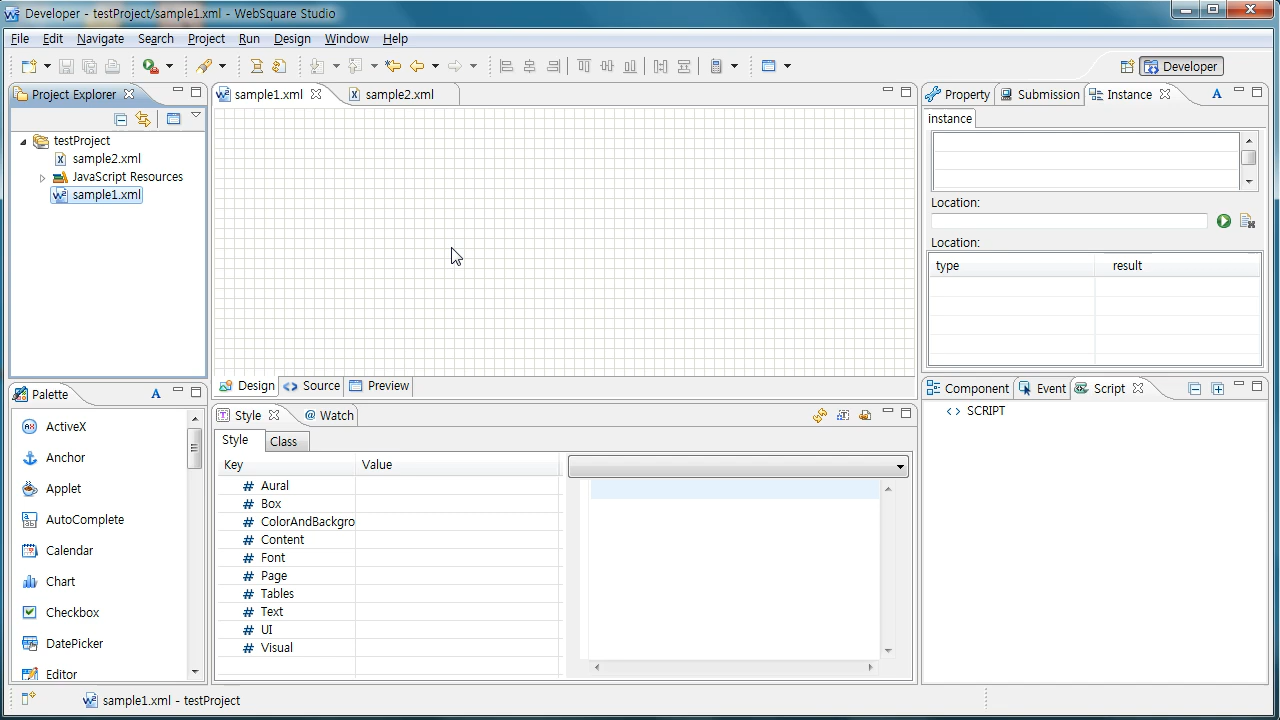 Developer - testProject/sample1.xml - WebSquare Studio
File Edit Navigate Search Project Run Design Window Help
Developer
Project Explorer
testProject
sample2.xml
JavaScript Resources
sample1.xml
sample1.xml
sample2.xml
Design
Source
Preview
Property
Submission
Instance
A
instance
Location:
Location:
type result
Palette
A
ActiveX
Anchor
Applet
AutoComplete
Calendar
Chart
Checkbox
DatePicker
Editor
Style
@ Watch
Style
Class
Key Value
# Aural
# Box
# ColorAndBackgro
# Content
# Font
# Page
# Tables
# Text
# UI
# Visual
Component
Event
Script
<> SCRIPT
sample1.xml - testProject